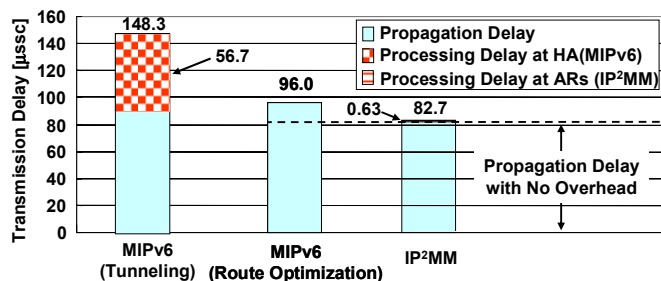 Transmission Delay [μssc]
160
140
120
100
80
60
40
20
0
148.3
56.7
96.0
0.63
82.7
Propagation Delay
Processing Delay at HA(MIPv6)
Processing Delay at ARs (IP²MM)
Propagation Delay
with No Overhead
MIPv6
(Tunneling)
MIPv6
(Route Optimization)
IP²MM